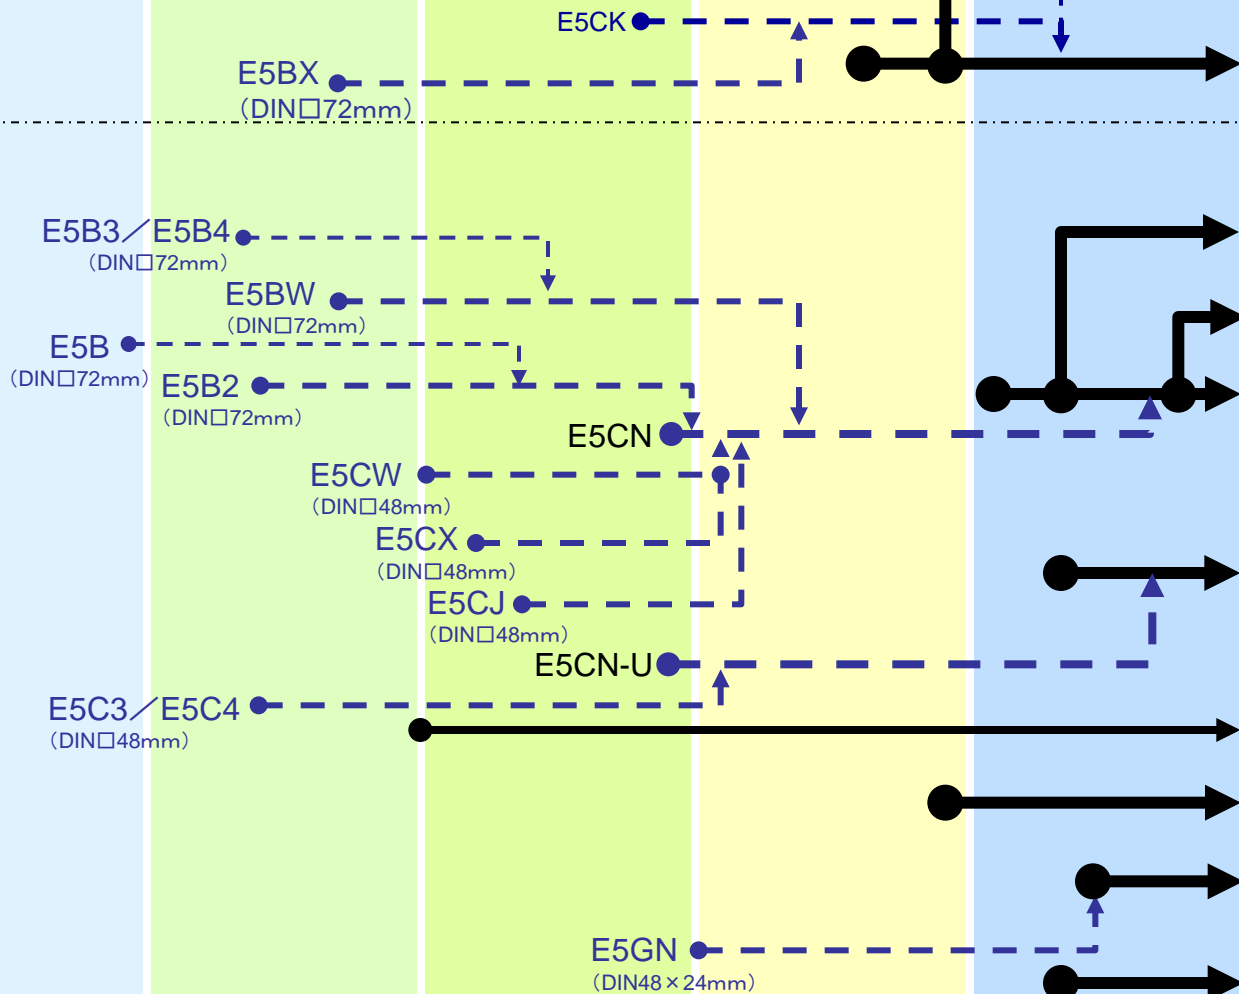 E5CK
E5BX
（DIN□72mm）
E5B3／E5B4
（DIN□72mm）
E5BW
（DIN□72mm）
E5B
（DIN□72mm）
E5B2
（DIN□72mm）
E5CN
E5CW
（DIN□48mm）
E5CX
（DIN□48mm）
E5CJ
（DIN□48mm）
E5CN-U
E5C3／E5C4
（DIN□48mm）
E5GN
（DIN48×24mm）